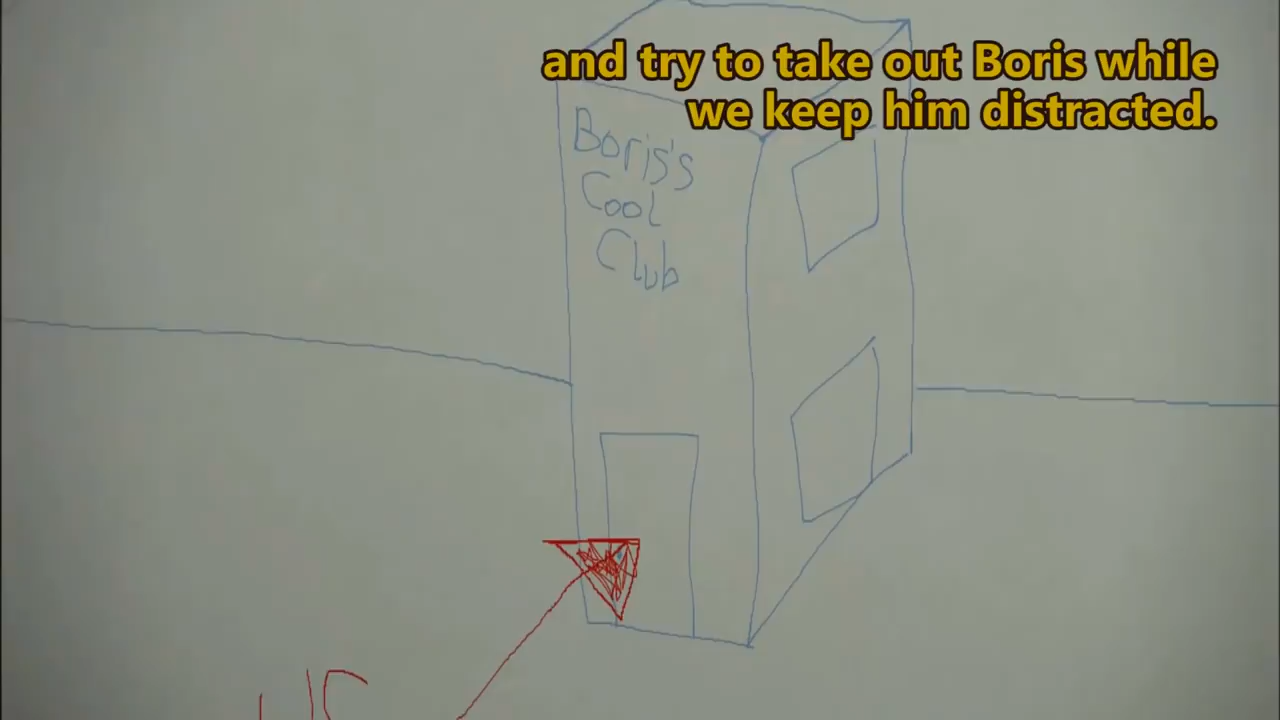 and try to take out Boris while
we keep him distracted.
Boris's
Cool
Club